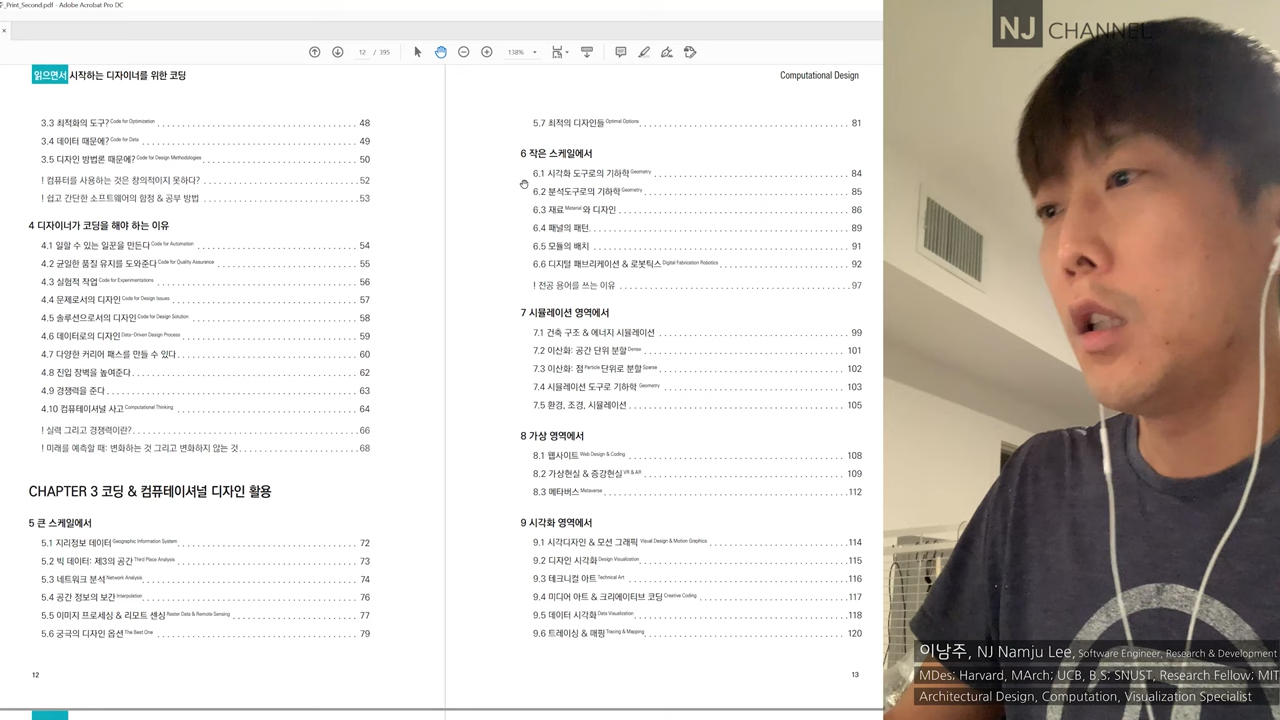 _Print_Second.pdf - Adobe Acrobat Pro DC
12 / 395
138%
읽으면서 시작하는 디자이너를 위한 코딩
3.3 최적화의 도구? Code for Optimization 48
3.4 데이터 때문에? Code for Data 49
3.5 디자인 방법론 때문에? Code for Design Methodologies 50
! 컴퓨터를 사용하는 것은 창의적이지 못하다? 52
! 쉽고 간단한 소프트웨어의 함정 & 공부 방법 53
4 디자이너가 코딩을 해야 하는 이유
4.1 일할 수 있는 일꾼을 만든다 Code for Automation 54
4.2 균일한 품질 유지를 도와준다 Code for Quality Assurance 55
4.3 실험적 작업 Code for Experimentations 56
4.4 문제로서의 디자인 Code for Design Issues 57
4.5 솔루션으로서의 디자인 Code for Design Solution 58
4.6 데이터로의 디자인 Data-Driven Design Process 59
4.7 다양한 커리어 패스를 만들 수 있다 60
4.8 진입 장벽을 높여준다 62
4.9 경쟁력을 준다 63
4.10 컴퓨테이셔널 사고 Computational Thinking 64
! 실력 그리고 경쟁력이란? 66
! 미래를 예측할 때: 변화하는 것 그리고 변화하지 않는 것 68
CHAPTER 3 코딩 & 컴퓨테이셔널 디자인 활용
5 큰 스케일에서
5.1 지리정보 데이터 Geographic Information System 72
5.2 빅 데이터: 제3의 공간 Third Place Analysis 73
5.3 네트워크 분석 Network Analysis 74
5.4 공간 정보의 보간 Interpolation 76
5.5 이미지 프로세싱 & 리모트 센싱 Raster Data & Remote Sensing 77
5.6 궁극의 디자인 옵션 The Best One 79
12
Computational Design
5.7 최적의 디자인들 Optimal Options 81
6 작은 스케일에서
6.1 시각화 도구로의 기하학 Geometry 84
6.2 분석도구로의 기하학 Geometry 85
6.3 재료 Material 와 디자인 86
6.4 패널의 패턴 89
6.5 모듈의 배치 91
6.6 디지털 패브리케이션 & 로보틱스 Digital Fabrication Robotics 92
! 전공 용어를 쓰는 이유 97
7 시뮬레이션 영역에서
7.1 건축 구조 & 에너지 시뮬레이션 99
7.2 이산화: 공간 단위 분할 Dense 101
7.3 이산화: 점 Particle 단위로 분할 Sparse 102
7.4 시뮬레이션 도구로 기하학 Geometry 103
7.5 환경, 조경, 시뮬레이션 105
8 가상 영역에서
8.1 웹사이트 Web Design & Coding 108
8.2 가상현실 & 증강현실 VR & AR 109
8.3 메타버스 Metaverse 112
9 시각화 영역에서
9.1 시각디자인 & 모션 그래픽 Visual Design & Motion Graphics 114
9.2 디자인 시각화 Design Visualization 115
9.3 테크니컬 아트 Technical Art 116
9.4 미디어 아트 & 크리에이티브 코딩 Creative Coding 117
9.5 데이터 시각화 Data Visualization 118
9.6 트레이싱 & 매핑 Tracing & Mapping 120
13
NJ CHANNEL
이남주, NJ Namju Lee, Software Engineer, Research & Development
MDes; Harvard, MArch; UCB, B.S; SNUST, Research Fellow; MIT
Architectural Design, Computation, Visualization Specialist